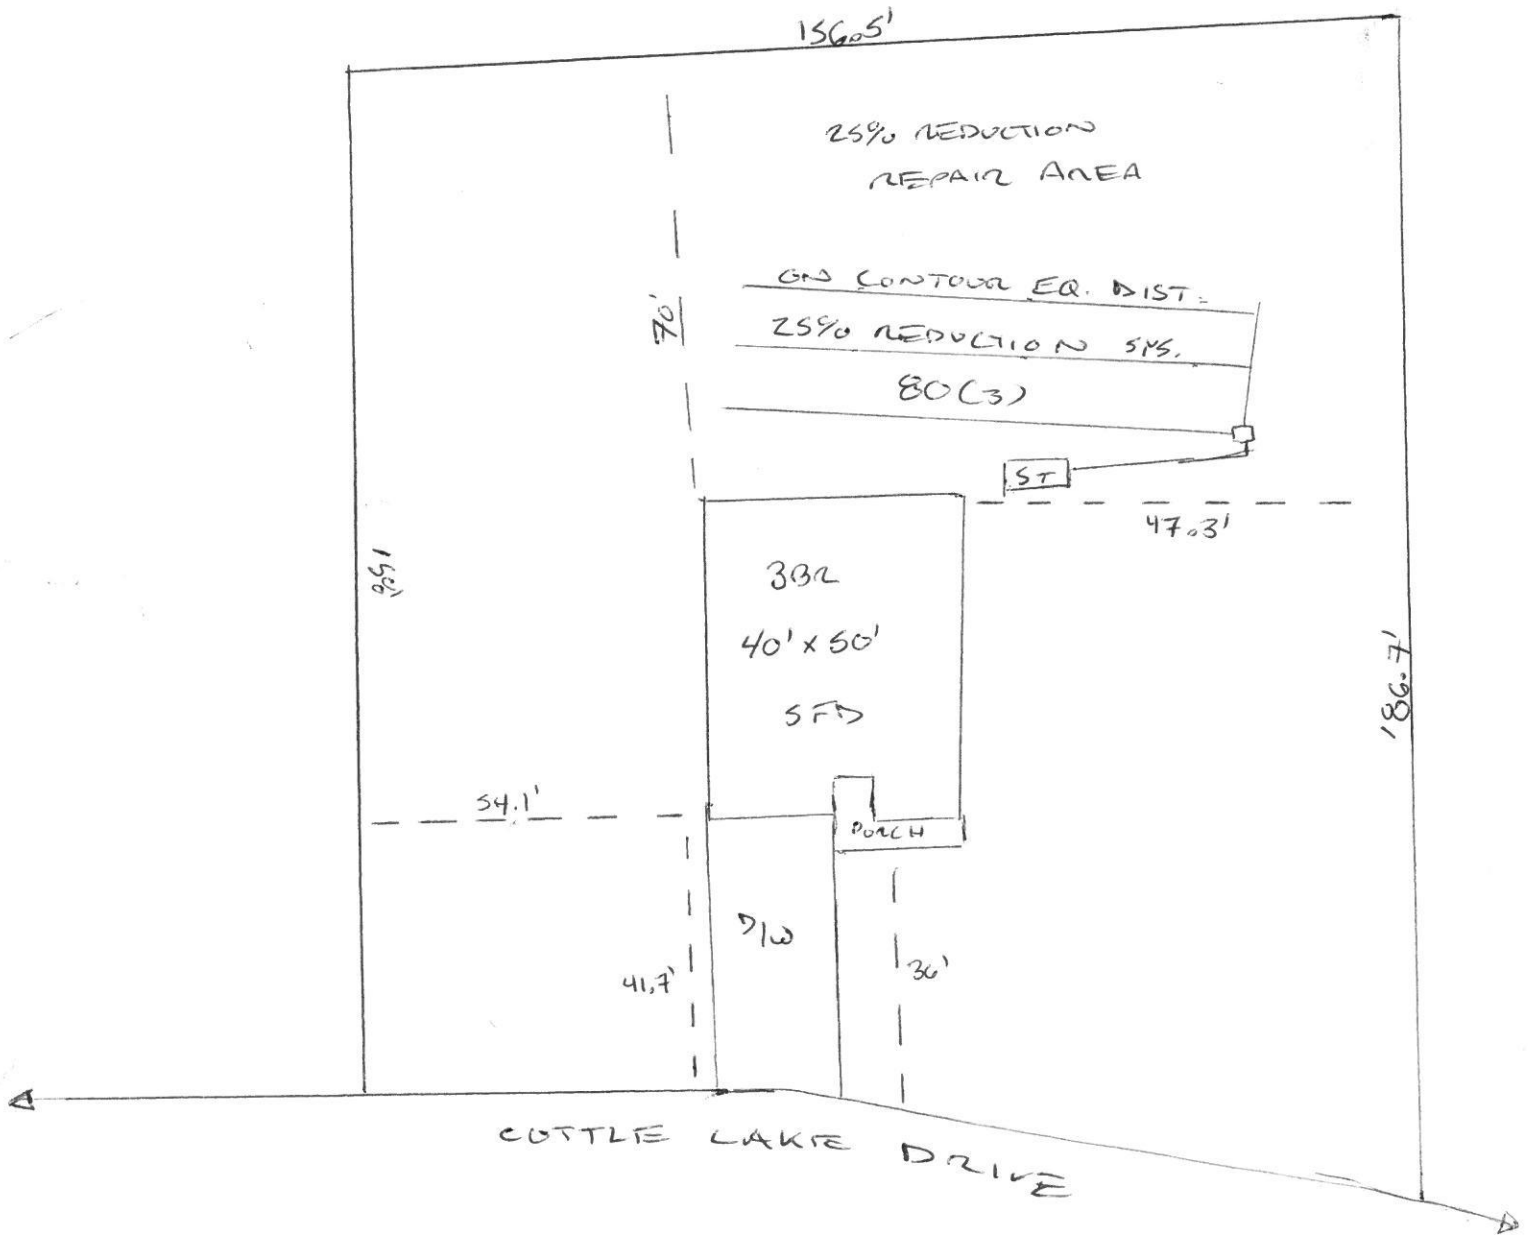 156.5'
25% REDUCTION
REPAIR AREA
ON CONTOUR EQ. DIST.
70'
25% REDUCTION SYS.
80(3)
ST
47.3'
3BR
40' x 50'
SFD
186.7'
54.1'
PORCH
D/W
41.7'
36'
COTTLE LAKE DRIVE